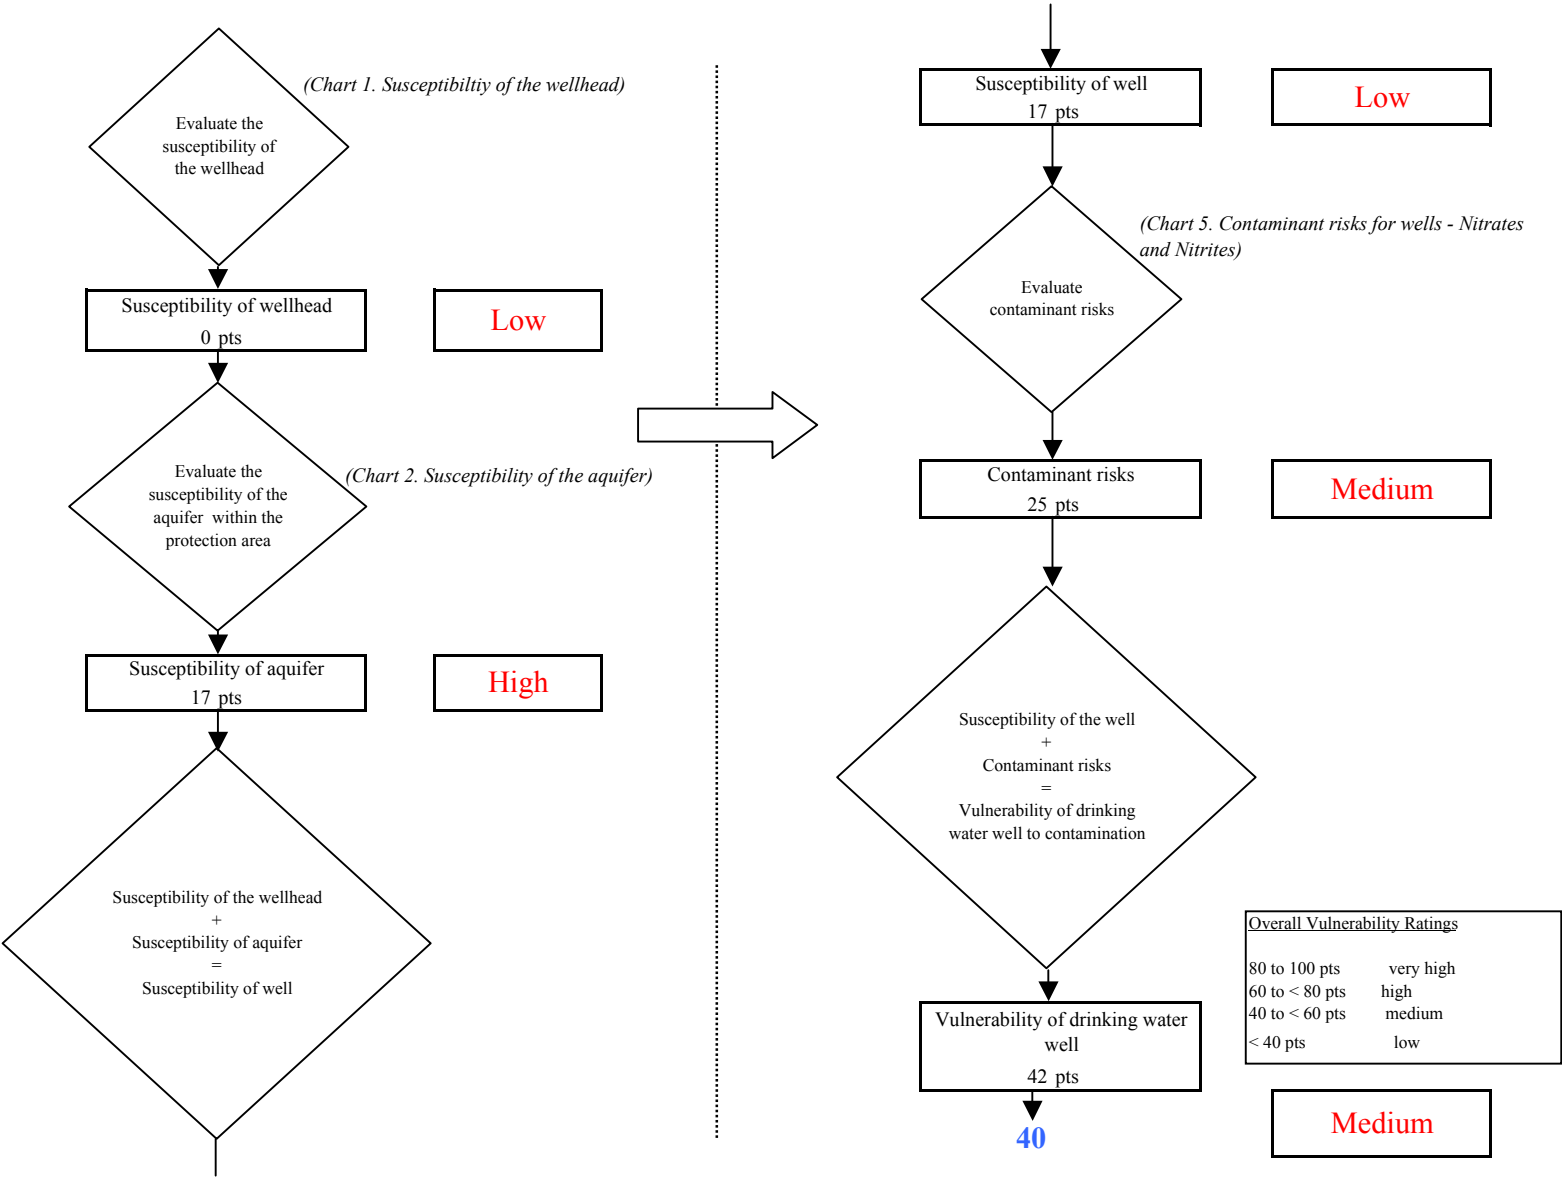 (Chart 1. Susceptibiltiy of the wellhead)
Evaluate the
susceptibility of
the wellhead
Susceptibility of wellhead
0 pts
Low
(Chart 2. Susceptibility of the aquifer)
Evaluate the
susceptibility of the
aquifer within the
protection area
Susceptibility of aquifer
17 pts
High
Susceptibility of the wellhead
+
Susceptibility of aquifer
=
Susceptibility of well
Susceptibility of well
17 pts
Low
(Chart 5. Contaminant risks for wells - Nitrates
and Nitrites)
Evaluate
contaminant risks
Contaminant risks
25 pts
Medium
Susceptibility of the well
+
Contaminant risks
=
Vulnerability of drinking
water well to contamination
Overall Vulnerability Ratings
80 to 100 pts very high
60 to < 80 pts high
40 to < 60 pts medium
< 40 pts low
Vulnerability of drinking water
well
42 pts
40
Medium